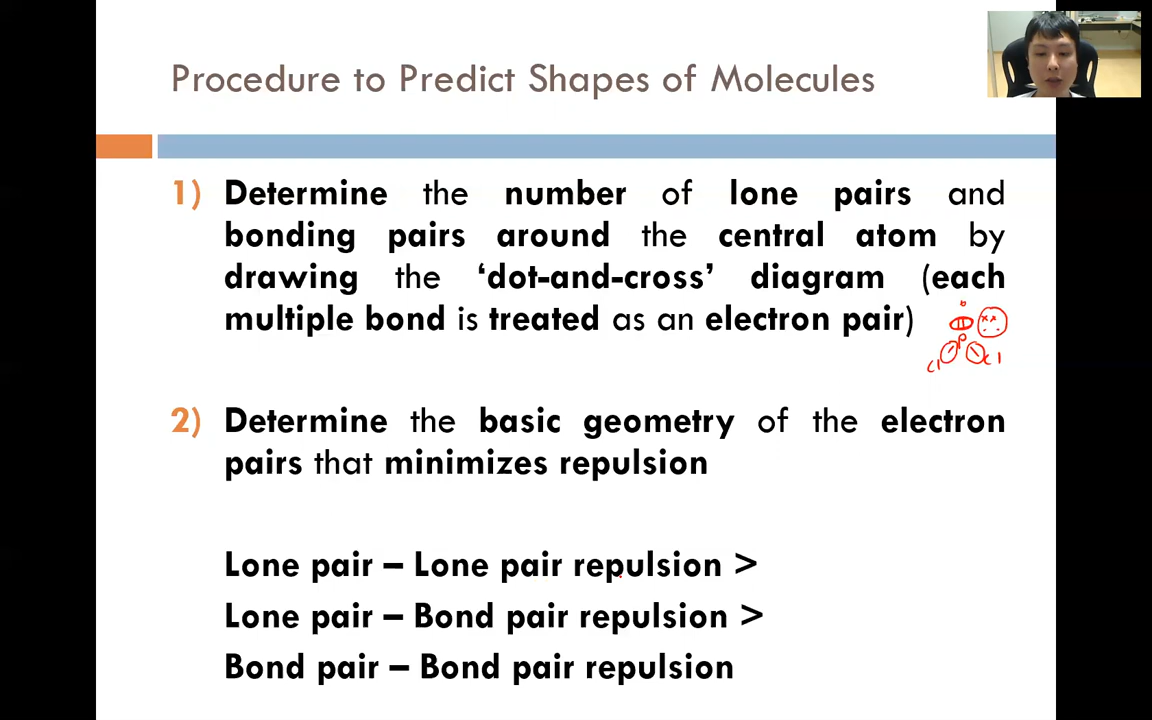 Procedure to Predict Shapes of Molecules
1) Determine the number of lone pairs and
bonding pairs around the central atom by
drawing the ‘dot-and-cross’ diagram (each
multiple bond is treated as an electron pair)
P
Cl Cl
2) Determine the basic geometry of the electron
pairs that minimizes repulsion
Lone pair – Lone pair repulsion >
Lone pair – Bond pair repulsion >
Bond pair – Bond pair repulsion